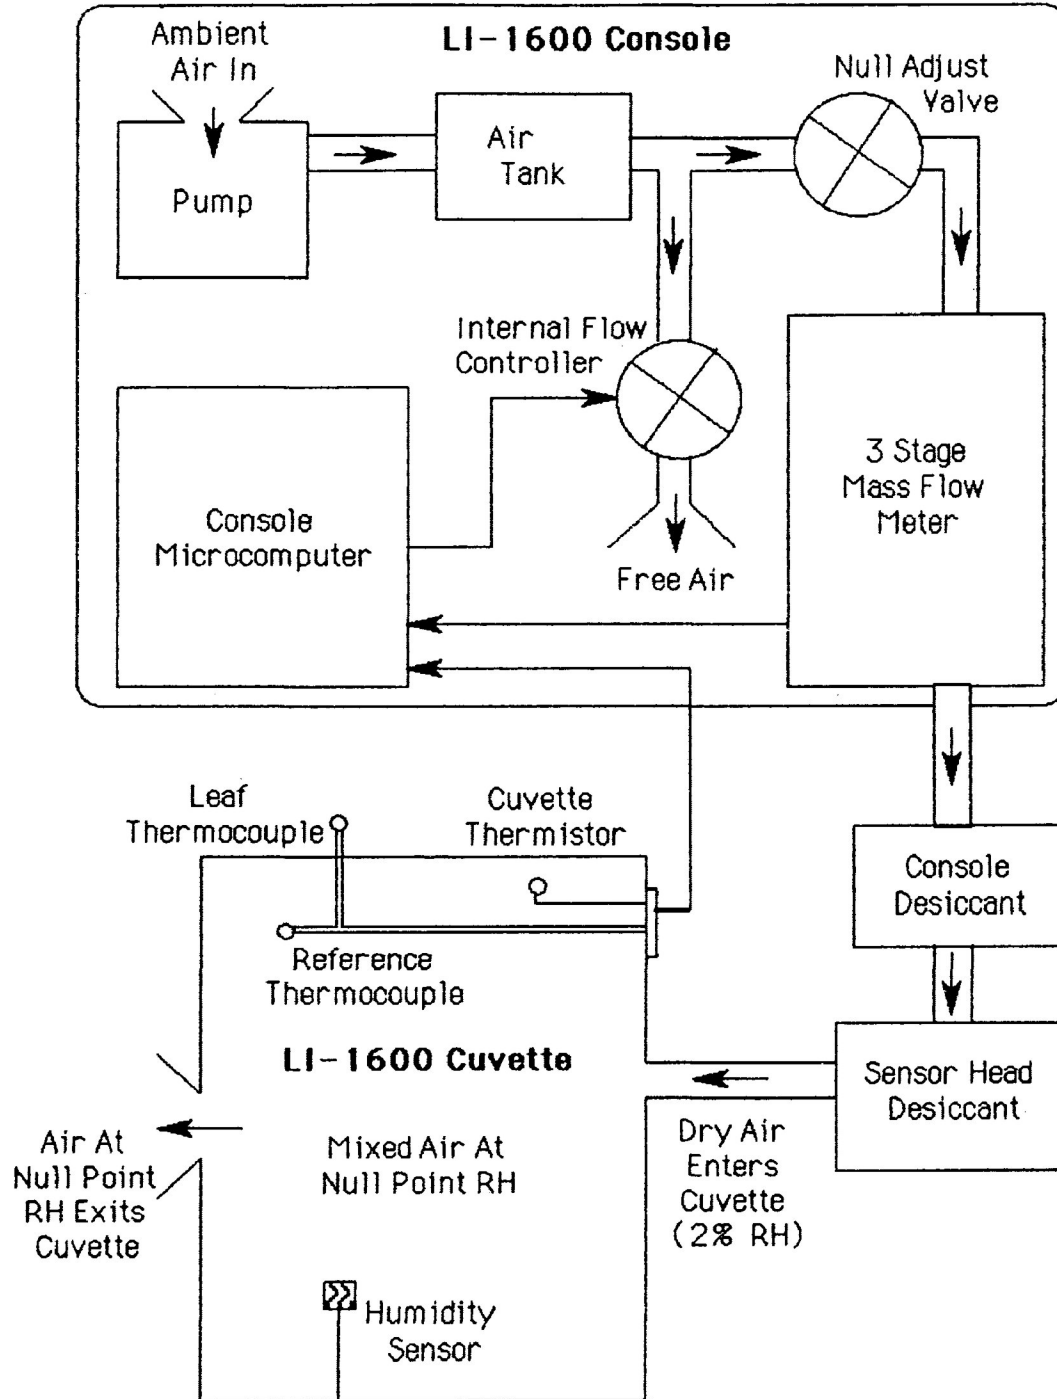 LI-1600 Console
Ambient
Air In
Pump
Air
Tank
Null Adjust
Valve
Internal Flow
Controller
3 Stage
Mass Flow
Meter
Console
Microcomputer
Free Air
Leaf
Thermocouple
Cuvette
Thermistor
Console
Desiccant
Reference
Thermocouple
LI-1600 Cuvette
Sensor Head
Desiccant
Air At
Null Point
RH Exits
Cuvette
Mixed Air At
Null Point RH
Dry Air
Enters
Cuvette
(2% RH)
Humidity
Sensor